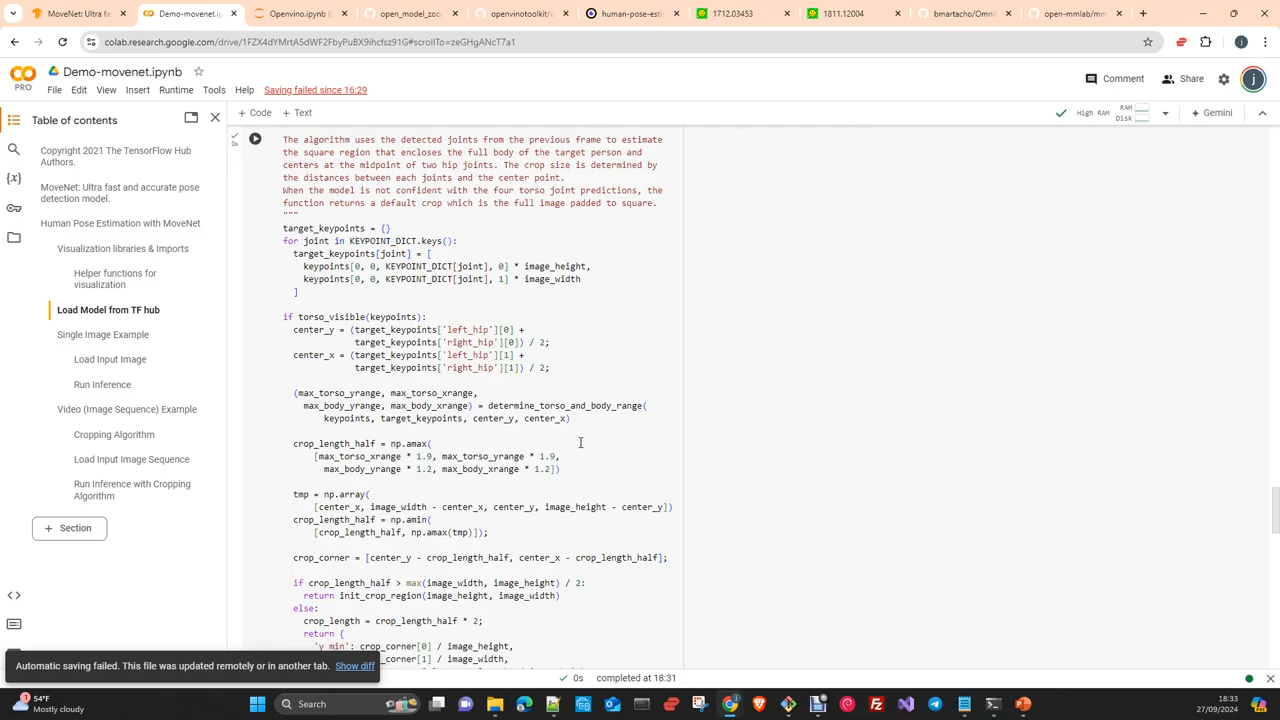 MoveNet: Ultra fast and
Demo-movenet.ipynb
Openvino.ipynb (
open_model_zoo
openvinotoolkit/o
human-pose-esti
1712.03453
1811.12004
bmartacho/Omni
open-mmlab/mm
colab.research.google.com/drive/1FZX4dYMrtA5dWF2FbyPuBX9ihcfsz91G#scrollTo=zeGHgANcT7a1
Demo-movenet.ipynb
PRO
File Edit View Insert Runtime Tools Help Saving failed since 16:29
Comment Share j
+ Code + Text
High RAM RAM Disk Gemini
Table of contents
Copyright 2021 The TensorFlow Hub
Authors.
MoveNet: Ultra fast and accurate pose
detection model.
Human Pose Estimation with MoveNet
Visualization libraries & Imports
Helper functions for
visualization
Load Model from TF hub
Single Image Example
Load Input Image
Run Inference
Video (Image Sequence) Example
Cropping Algorithm
Load Input Image Sequence
Run Inference with Cropping
Algorithm
+ Section
0s
The algorithm uses the detected joints from the previous frame to estimate
the square region that encloses the full body of the target person and
centers at the midpoint of two hip joints. The crop size is determined by
the distances between each joints and the center point.
When the model is not confident with the four torso joint predictions, the
function returns a default crop which is the full image padded to square.
"""
target_keypoints = {}
for joint in KEYPOINT_DICT.keys():
target_keypoints[joint] = [
keypoints[0, 0, KEYPOINT_DICT[joint], 0] * image_height,
keypoints[0, 0, KEYPOINT_DICT[joint], 1] * image_width
]
if torso_visible(keypoints):
center_y = (target_keypoints['left_hip'][0] +
target_keypoints['right_hip'][0]) / 2;
center_x = (target_keypoints['left_hip'][1] +
target_keypoints['right_hip'][1]) / 2;
(max_torso_yrange, max_torso_xrange,
max_body_yrange, max_body_xrange) = determine_torso_and_body_range(
keypoints, target_keypoints, center_y, center_x)
crop_length_half = np.amax(
[max_torso_xrange * 1.9, max_torso_yrange * 1.9,
max_body_yrange * 1.2, max_body_xrange * 1.2])
tmp = np.array(
[center_x, image_width - center_x, center_y, image_height - center_y])
crop_length_half = np.amin(
[crop_length_half, np.amax(tmp)]);
crop_corner = [center_y - crop_length_half, center_x - crop_length_half];
if crop_length_half > max(image_width, image_height) / 2:
return init_crop_region(image_height, image_width)
else:
crop_length = crop_length_half * 2;
return {
'y_min': crop_corner[0] / image_height,
_corner[1] / image_width,
Automatic saving failed. This file was updated remotely or in another tab. Show diff
0s completed at 18:31
54°F
Mostly cloudy
Search
18:33
27/09/2024